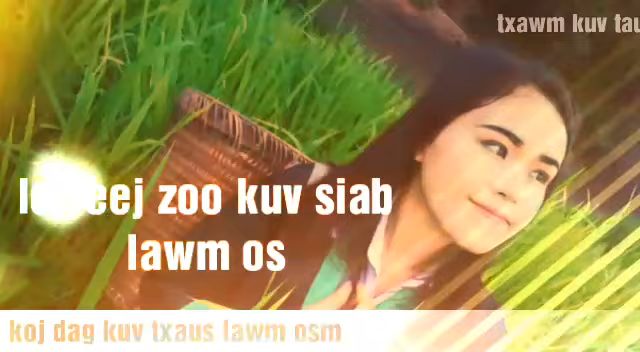 txawm kuv tau
zoo kuv siab
lawm os
koj dag kuv txaus lawm osm